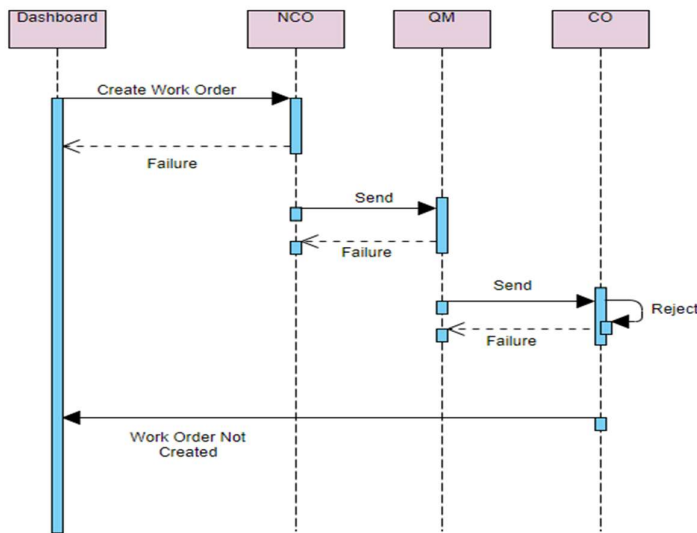 Dashboard
NCO
QM
CO
Create Work Order
Failure
Send
Failure
Send
Reject
Failure
Work Order Not
Created